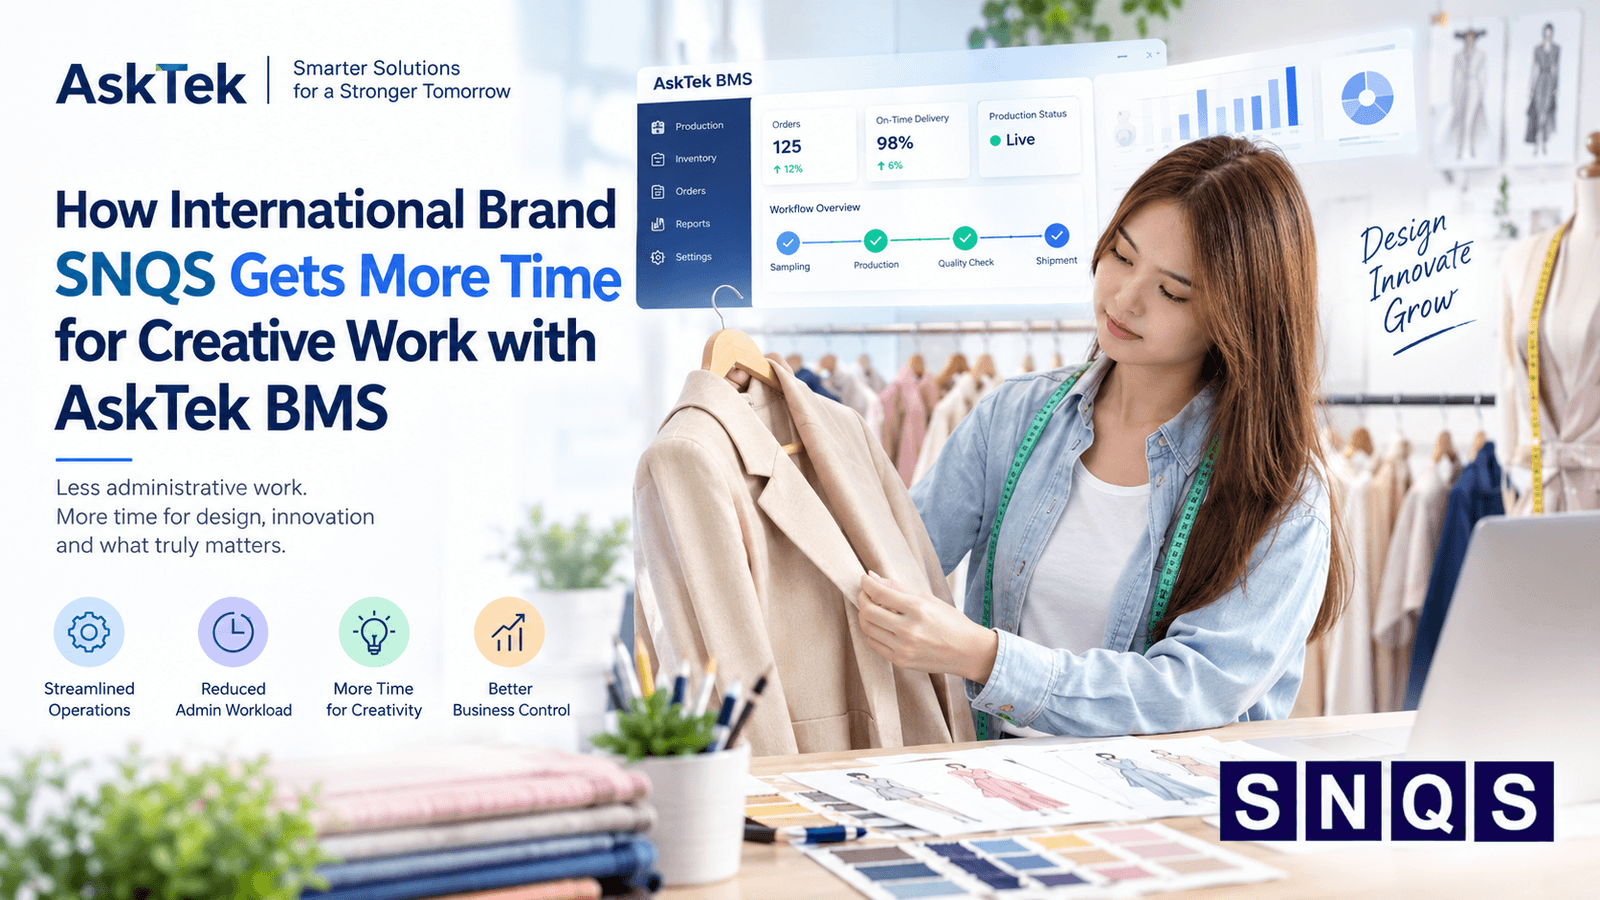 AskTek
Smarter Solutions
for a Stronger Tomorrow
How International Brand
SNQS Gets More Time
for Creative Work with
AskTek BMS
Less administrative work.
More time for design, innovation
and what truly matters.
Streamlined
Operations
Reduced
Admin Workload
More Time
for Creativity
Better
Business Control
AskTek BMS
Production
Inventory
Orders
Reports
Settings
Orders
125
↑ 12%
On-Time Delivery
98%
↑ 6%
Production Status
Live
Workflow Overview
Sampling
Production
Quality Check
Shipment
Design
Innovate
Grow
SNQS